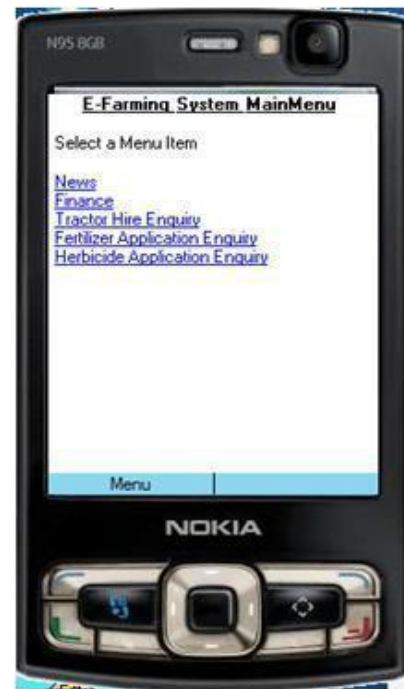 N95 8GB
E-Farming System MainMenu
Select a Menu Item
News
Finance
Tractor Hire Enquiry
Fertilizer Application Enquiry
Herbicide Application Enquiry
Menu
NOKIA